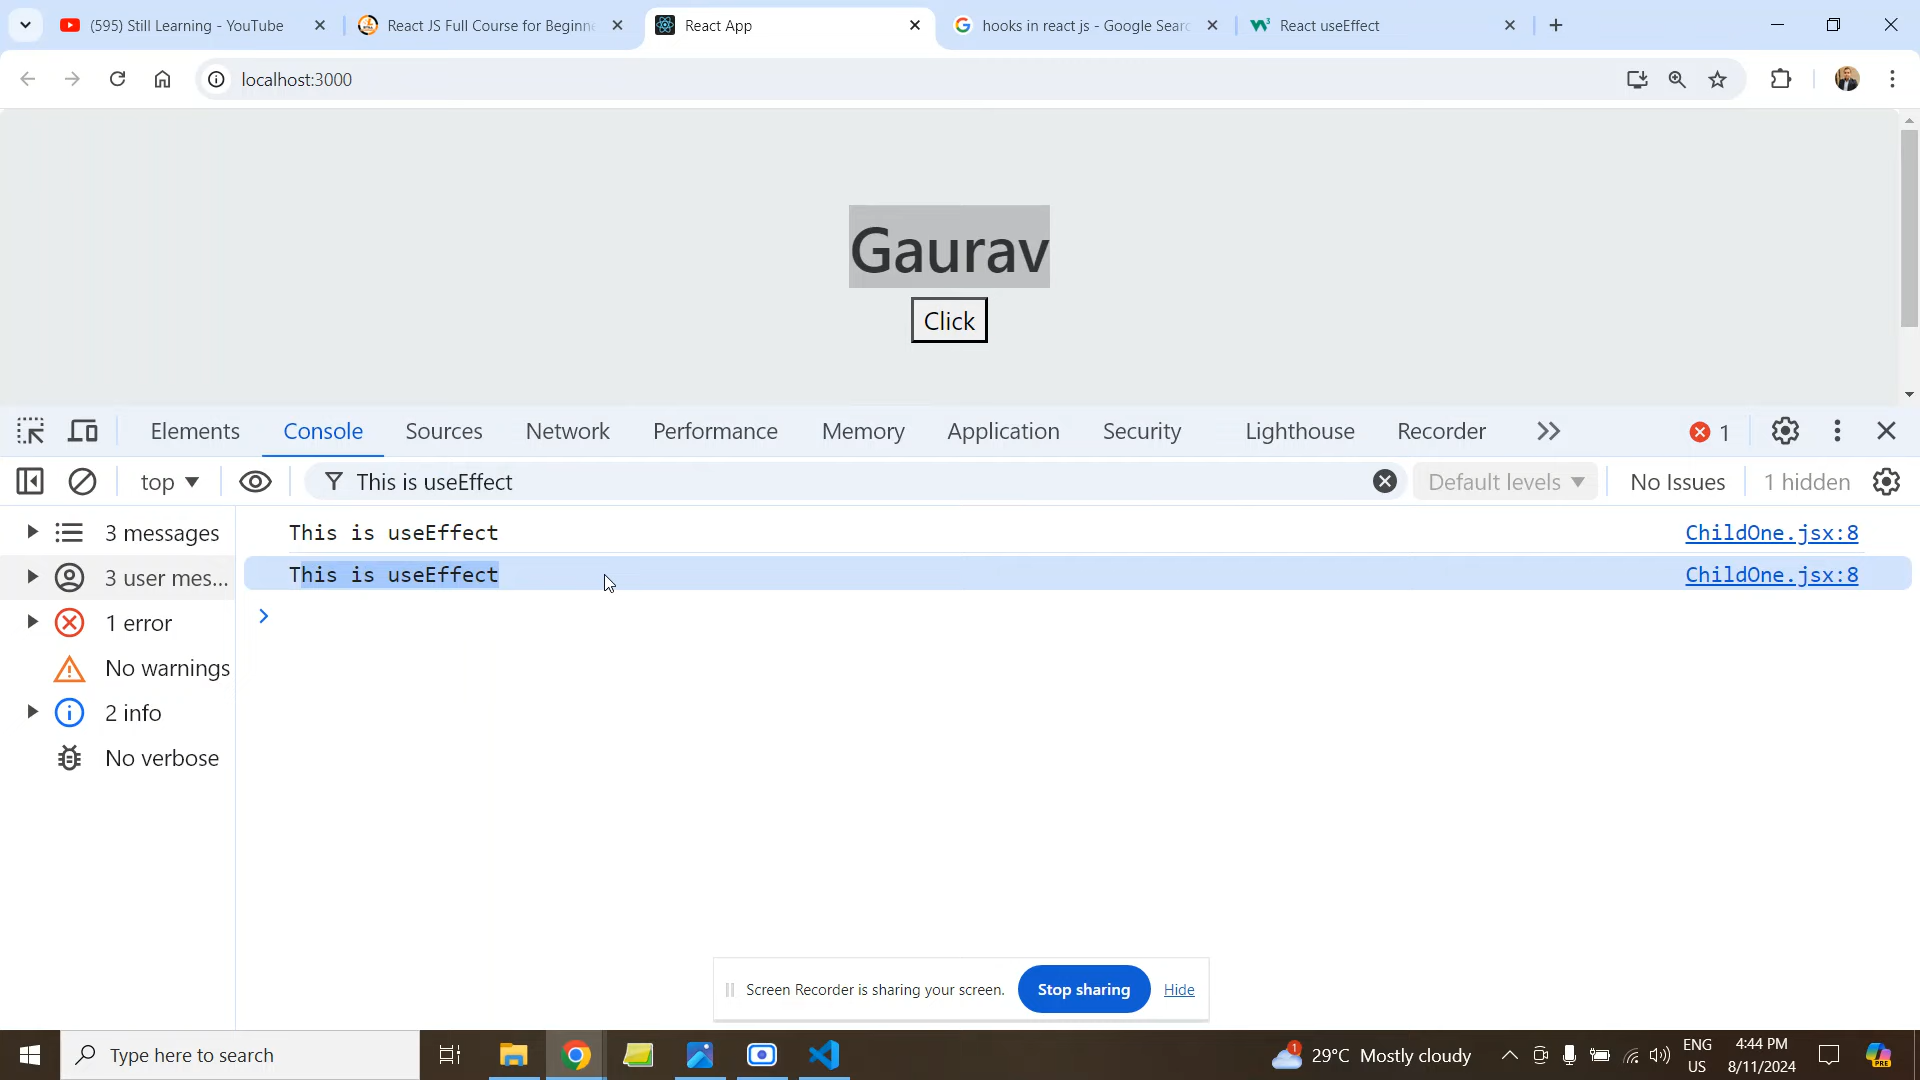 (595) Still Learning - YouTube
React JS Full Course for Beginne
React App
hooks in react js - Google Searc
React useEffect
localhost:3000
Gaurav
Click
Elements
Console
Sources
Network
Performance
Memory
Application
Security
Lighthouse
Recorder
1
top
This is useEffect
Default levels
No Issues
1 hidden
3 messages
3 user mes...
1 error
No warnings
2 info
No verbose
This is useEffect
ChildOne.jsx:8
This is useEffect
ChildOne.jsx:8
Screen Recorder is sharing your screen.
Stop sharing
Hide
Type here to search
1
29°C Mostly cloudy
ENG
US
4:44 PM
8/11/2024
PRE